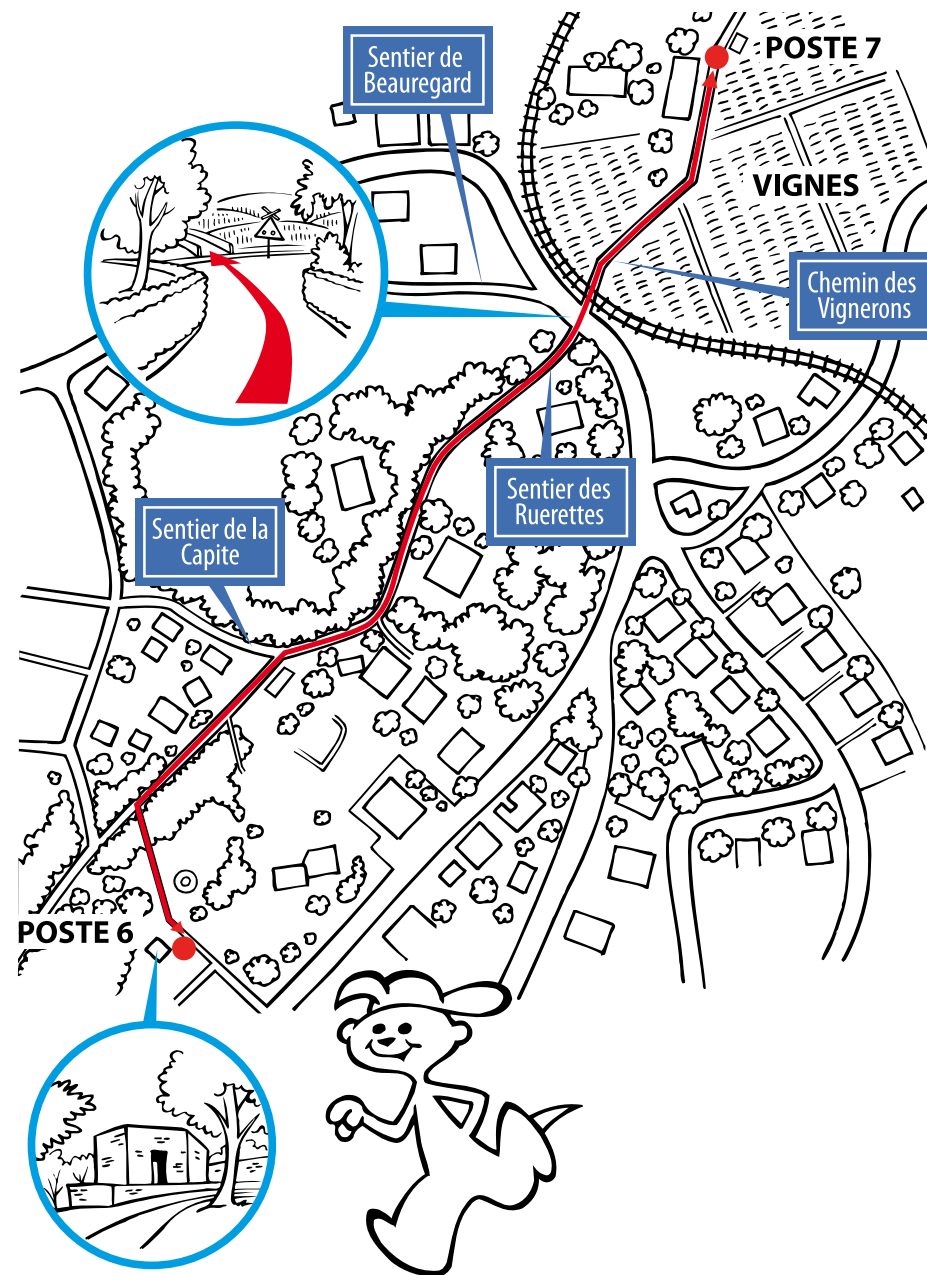 Sentier de
Beauregard
POSTE 7
VIGNES
Chemin des
Vignerons
Sentier des
Ruerettes
Sentier de la
Capite
POSTE 6